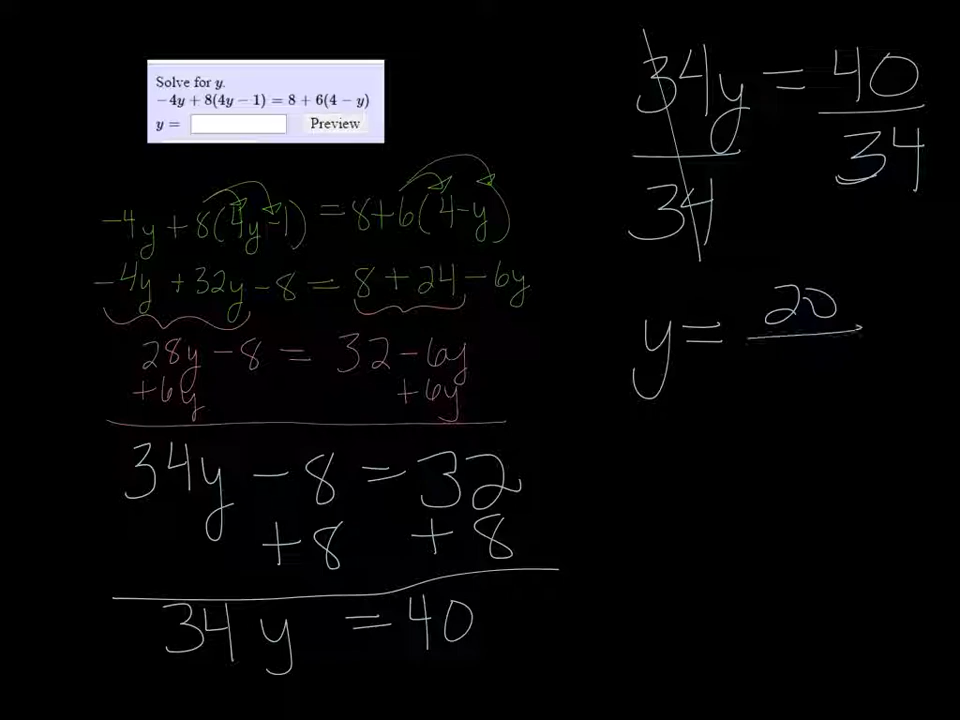 Solve for y.
−4y + 8(4y − 1) = 8 + 6(4 − y)
y =
Preview
-4y + 8(4y-1) = 8+6(4-y)
-4y + 32y - 8 = 8 + 24 - 6y
28y - 8 = 32 - 6y
+6y +6y
34y - 8 = 32
+8 +8
34y = 40
34y = 40
34 34
y = 20